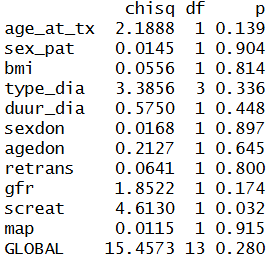 chisq df p
age_at_tx 2.1888 1 0.139
sex_pat 0.0145 1 0.904
bmi 0.0556 1 0.814
type_dia 3.3856 3 0.336
duur_dia 0.5750 1 0.448
sexdon 0.0168 1 0.897
agedon 0.2127 1 0.645
retrans 0.0641 1 0.800
gfr 1.8522 1 0.174
screat 4.6130 1 0.032
map 0.0115 1 0.915
GLOBAL 15.4573 13 0.280